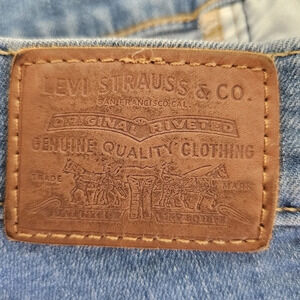 LEVI STRAUSS & CO.
SAN FRANCISCO, CAL.
ORIGINAL RIVETED
GENUINE QUALITY CLOTHING
TRADE MARK